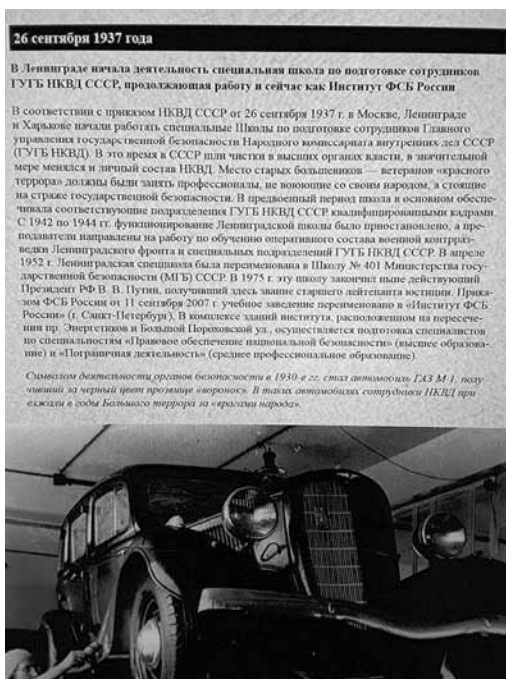 26 сентября 1937 года
В Ленинграде начала деятельность специальная школа по подготовке сотрудников
ГУГБ НКВД СССР, продолжающая работу и сейчас как Институт ФСБ России
В соответствии с приказом НКВД СССР от 26 сентября 1937 г. в Москве, Ленинграде
и Харькове начали работать специальные Школы по подготовке сотрудников Главного
управления государственной безопасности Народного комиссариата внутренних дел СССР
(ГУГБ НКВД). В это время в СССР шли чистки в высших органах власти, в значительной
мере менялся и личный состав НКВД. Место старых большевиков — ветеранов «красного
террора» должны были занять профессионалы, не воюющие со своим народом, а стоящие
на страже государственной безопасности. В предвоенный период школа в основном обеспе-
чивала соответствующие подразделения ГУГБ НКВД СССР квалифицированными кадрами.
С 1942 по 1944 гг. функционирование Ленинградской школы было приостановлено, а пре-
подаватели направлены на работу по обучению оперативного состава военной контрраз-
ведки Ленинградского фронта и специальных подразделений ГУГБ НКВД СССР. В апреле
1952 г. Ленинградская спецшкола была переименована в Школу № 401 Министерства госу-
дарственной безопасности (МГБ) СССР. В 1975 г. эту школу закончил ныне действующий
Президент РФ В. В. Путин, получивший здесь звание старшего лейтенанта юстиции. Прика-
зом ФСБ России от 11 сентября 2007 г. учебное заведение переименовано в «Институт ФСБ
России» (г. Санкт-Петербург). В комплексе зданий института, расположенном на пересече-
нии пр. Энергетиков и Большой Пороховской ул., осуществляется подготовка специалистов
по специальностям «Правовое обеспечение национальной безопасности» (высшее образова-
ние) и «Пограничная деятельность» (среднее профессиональное образование).
Символом деятельности органов безопасности в 1930-е гг. стал автомобиль ГАЗ М-1, полу
чивший за черный цвет прозвище «воронок». В таких автомобилях сотрудники НКВД при
езжали в годы Большого террора за «врагами народа».